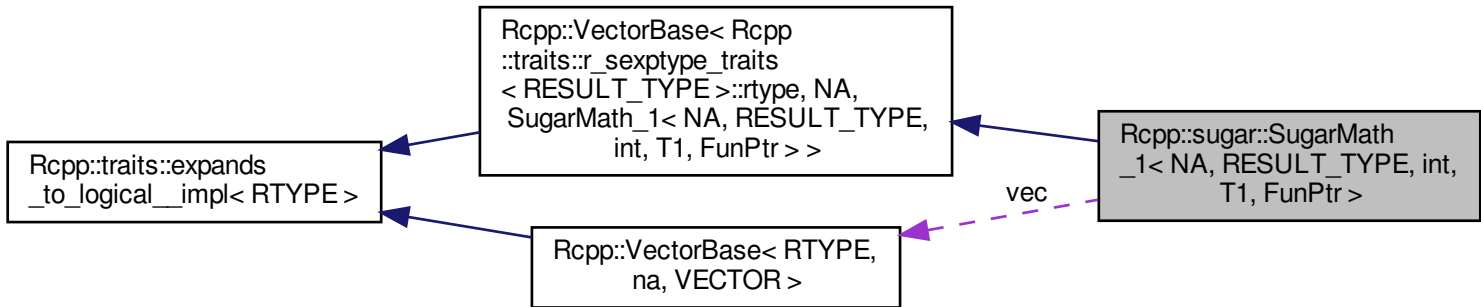 Rcpp::VectorBase< Rcpp
::traits::r_sexptype_traits
< RESULT_TYPE >::rtype, NA,
SugarMath_1< NA, RESULT_TYPE,
int, T1, FunPtr > >
Rcpp::traits::expands
_to_logical__impl< RTYPE >
Rcpp::sugar::SugarMath
_1< NA, RESULT_TYPE, int,
T1, FunPtr >
vec
Rcpp::VectorBase< RTYPE,
na, VECTOR >